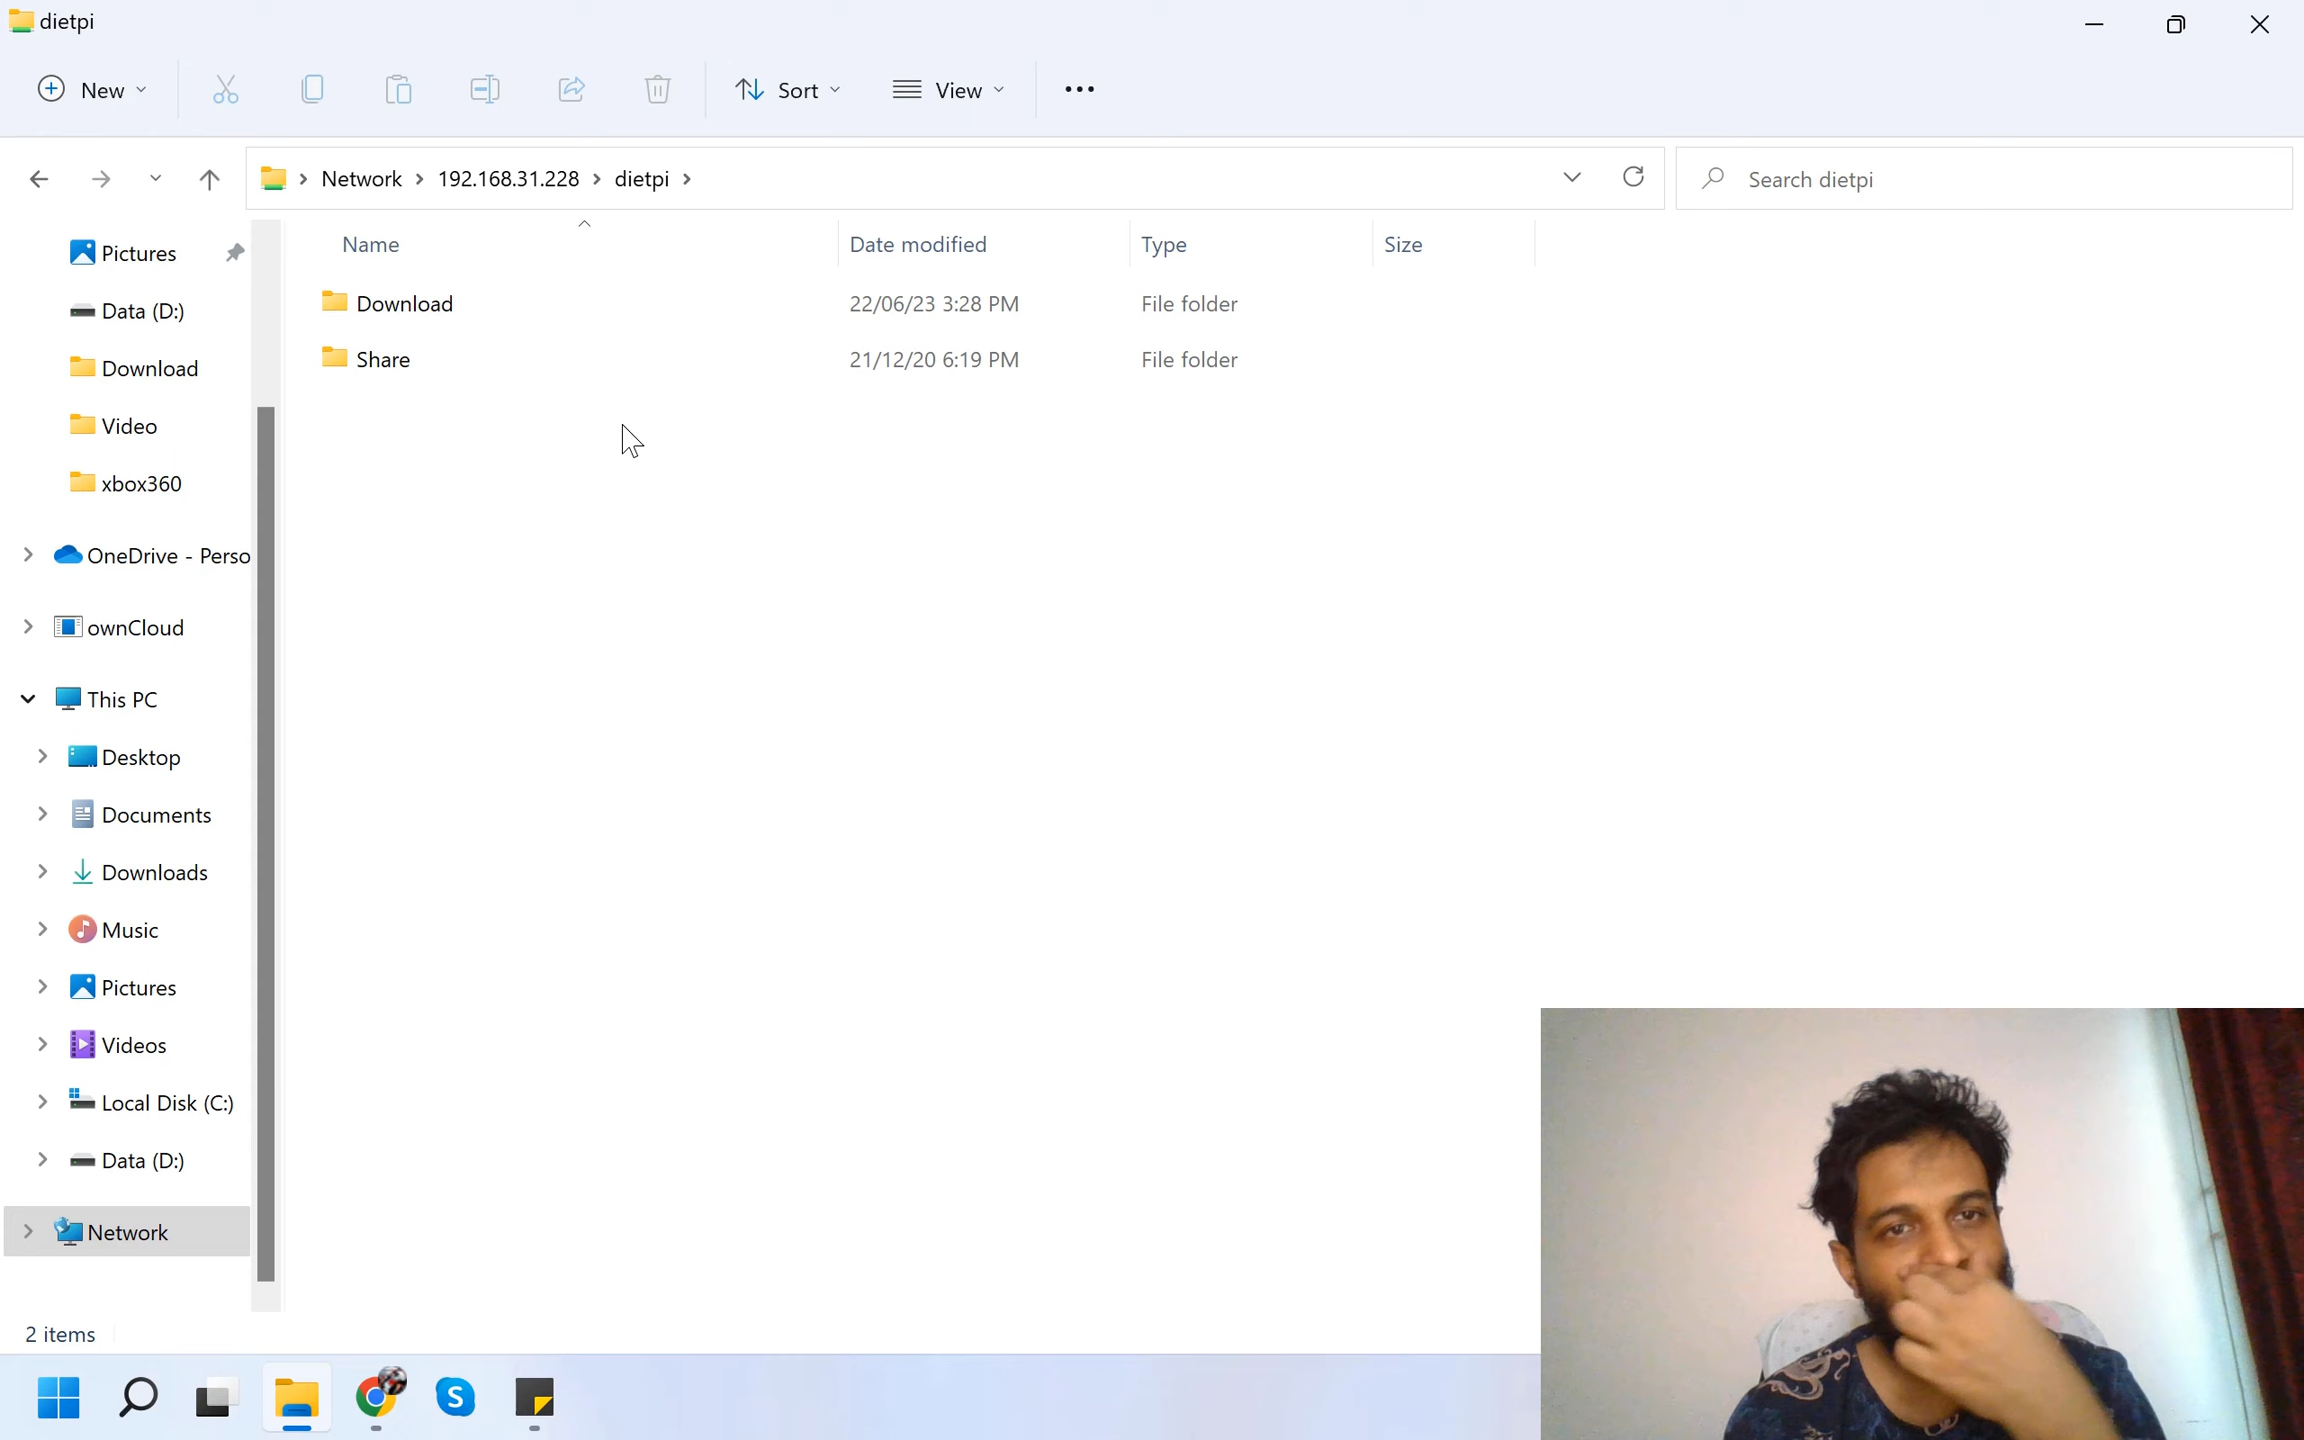 dietpi
New
Sort
View
Network
192.168.31.228
dietpi
Search dietpi
Name
Date modified
Type
Size
Download
22/06/23 3:28 PM
File folder
Share
21/12/20 6:19 PM
File folder
Pictures
Data (D:)
Download
Video
xbox360
OneDrive - Perso
ownCloud
This PC
Desktop
Documents
Downloads
Music
Pictures
Videos
Local Disk (C:)
Data (D:)
Network
2 items
S